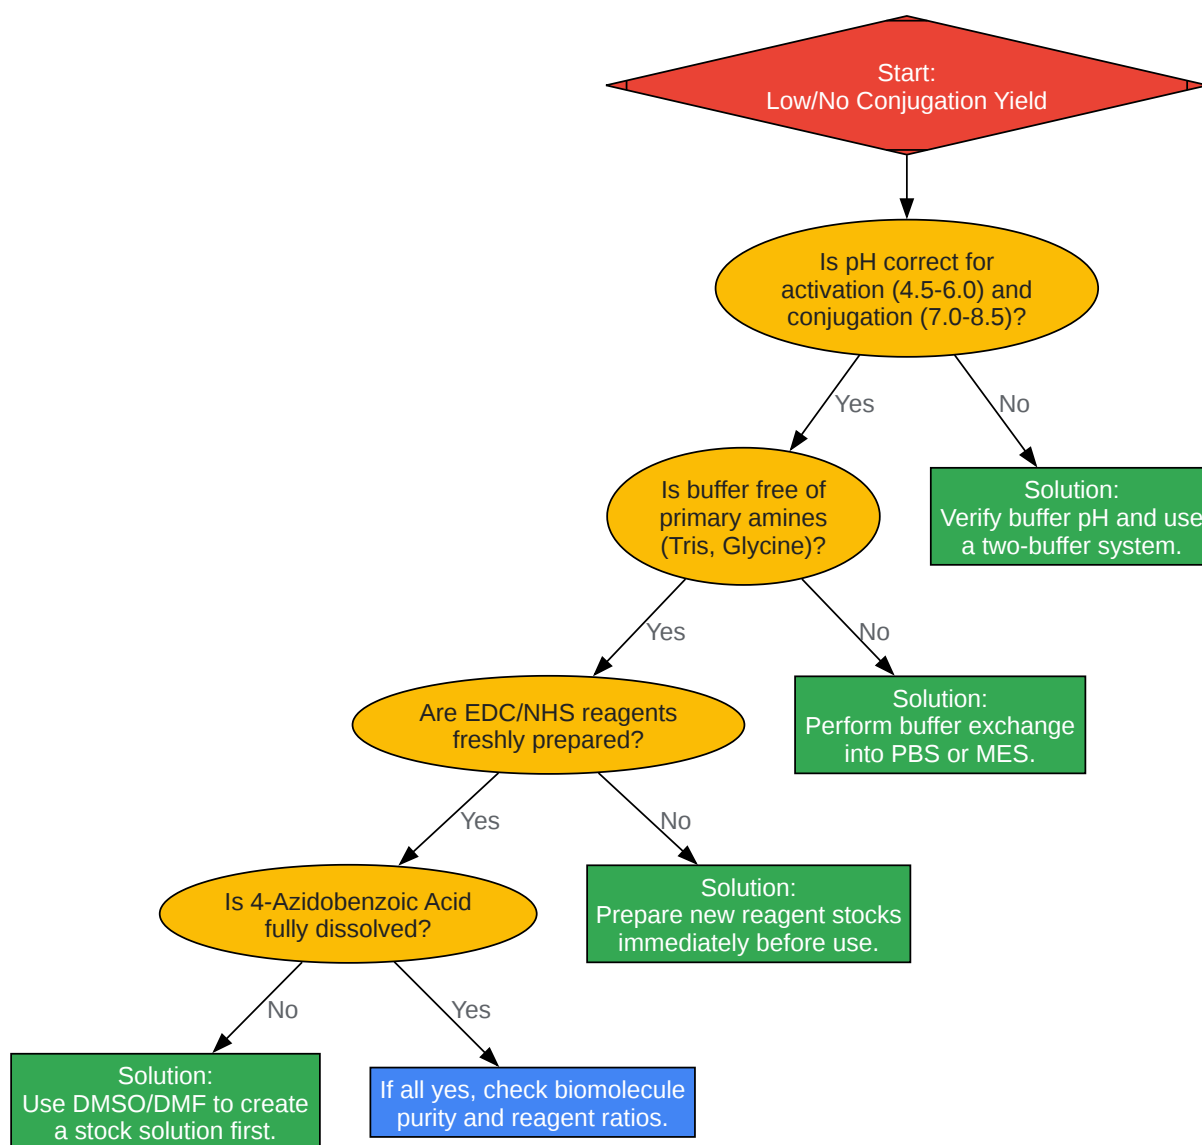 Start:
Low/No Conjugation Yield
Is pH correct for
activation (4.5-6.0) and
conjugation (7.0-8.5)?
Yes
No
Is buffer free of
primary amines
(Tris, Glycine)?
Solution:
Verify buffer pH and use
a two-buffer system.
Yes
No
Are EDC/NHS reagents
freshly prepared?
Solution:
Perform buffer exchange
into PBS or MES.
Yes
No
Is 4-Azidobenzoic Acid
fully dissolved?
Solution:
Prepare new reagent stocks
immediately before use.
No
Yes
Solution:
Use DMSO/DMF to create
a stock solution first.
If all yes, check biomolecule
purity and reagent ratios.